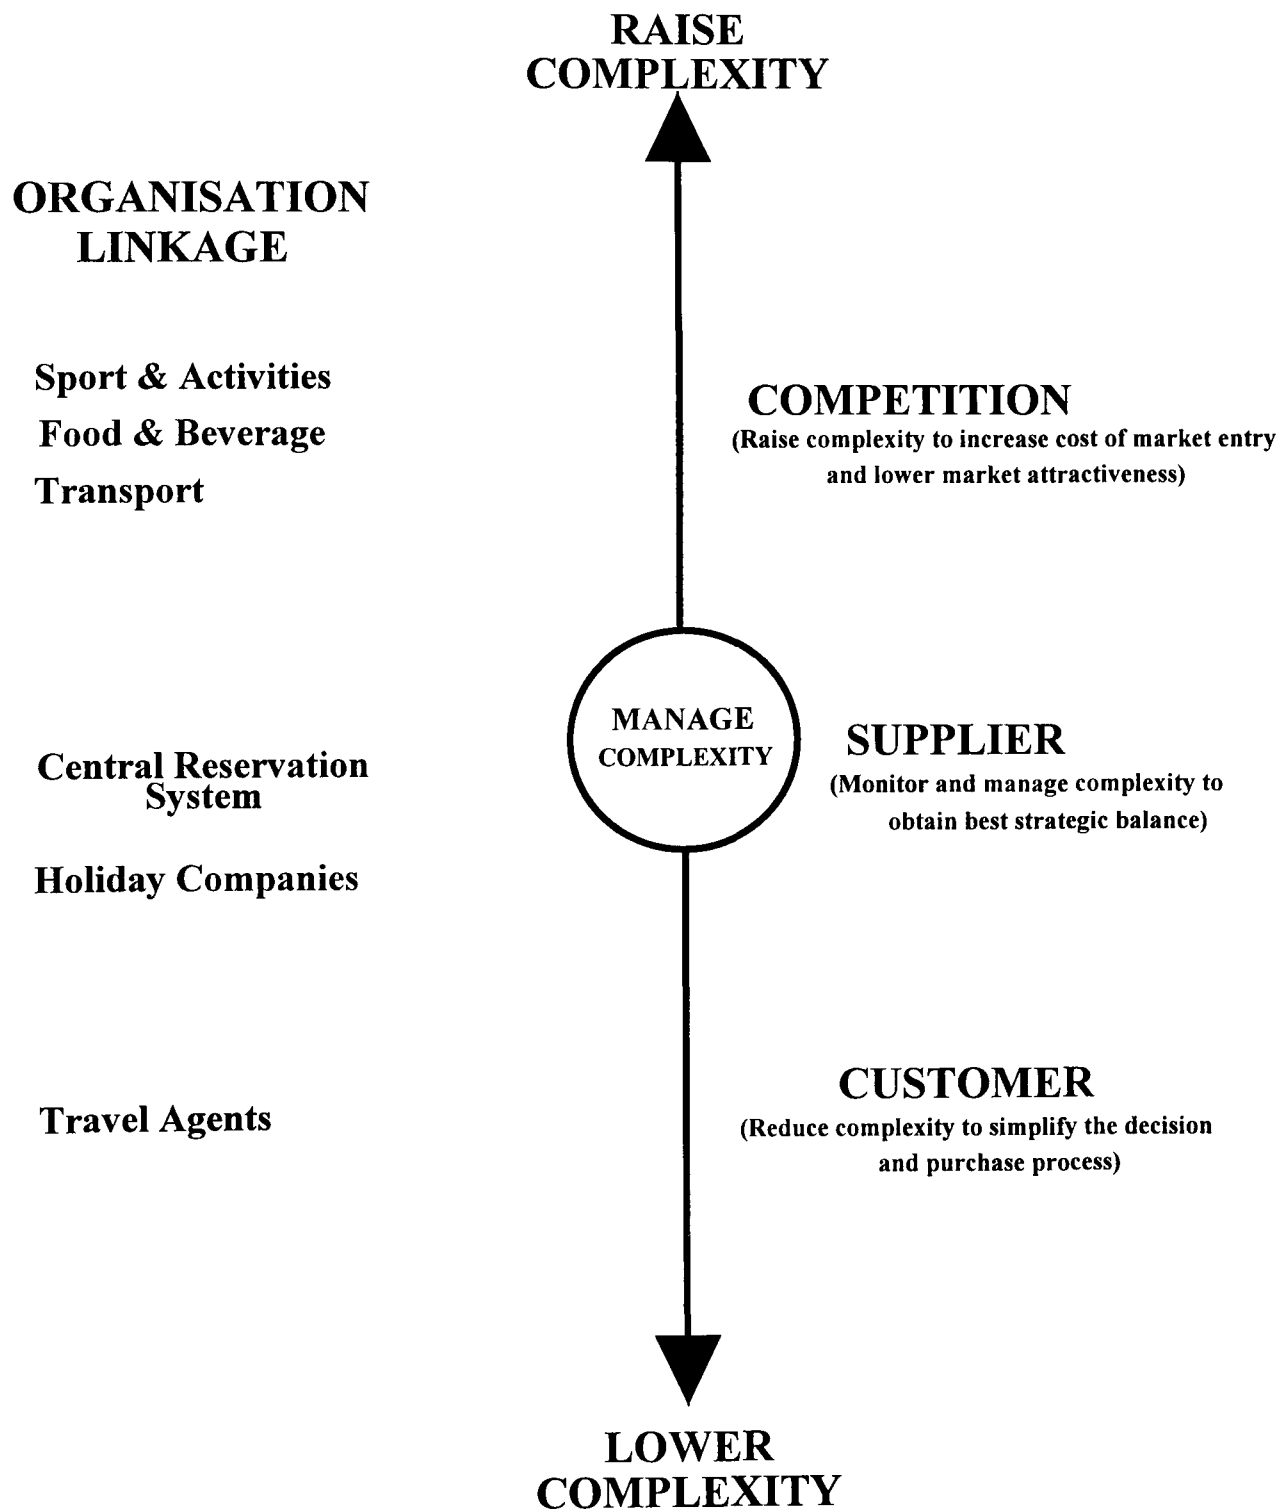 RAISE
COMPLEXITY
ORGANISATION
LINKAGE
Sport & Activities
Food & Beverage
Transport
COMPETITION
(Raise complexity to increase cost of market entry
and lower market attractiveness)
MANAGE
COMPLEXITY
SUPPLIER
(Monitor and manage complexity to
obtain best strategic balance)
Central Reservation
System
Holiday Companies
CUSTOMER
(Reduce complexity to simplify the decision
and purchase process)
Travel Agents
LOWER
COMPLEXITY